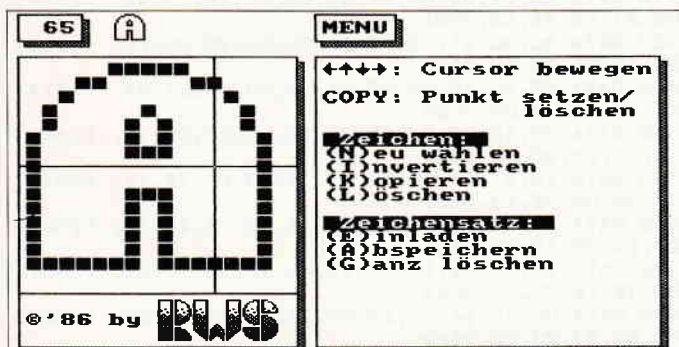 65
MENU
←↑↓→: Cursor bewegen
COPY: Punkt setzen/
löschen
Zeichen:
(N)eu wählen
(I)nvertieren
(K)opieren
(L)öschen
Zeichensatz:
(E)inladen
(A)bspeichern
(G)anz löschen
©'86 by RWS